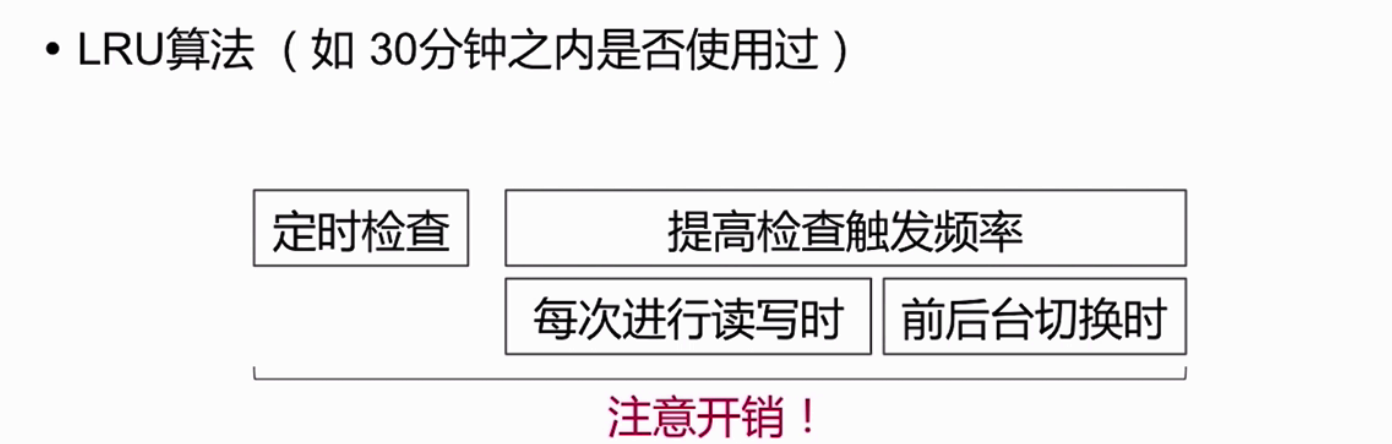 • LRU算法 （如 30分钟之内是否使用过）
定时检查
提高检查触发频率
每次进行读写时
前后台切换时
注意开销！